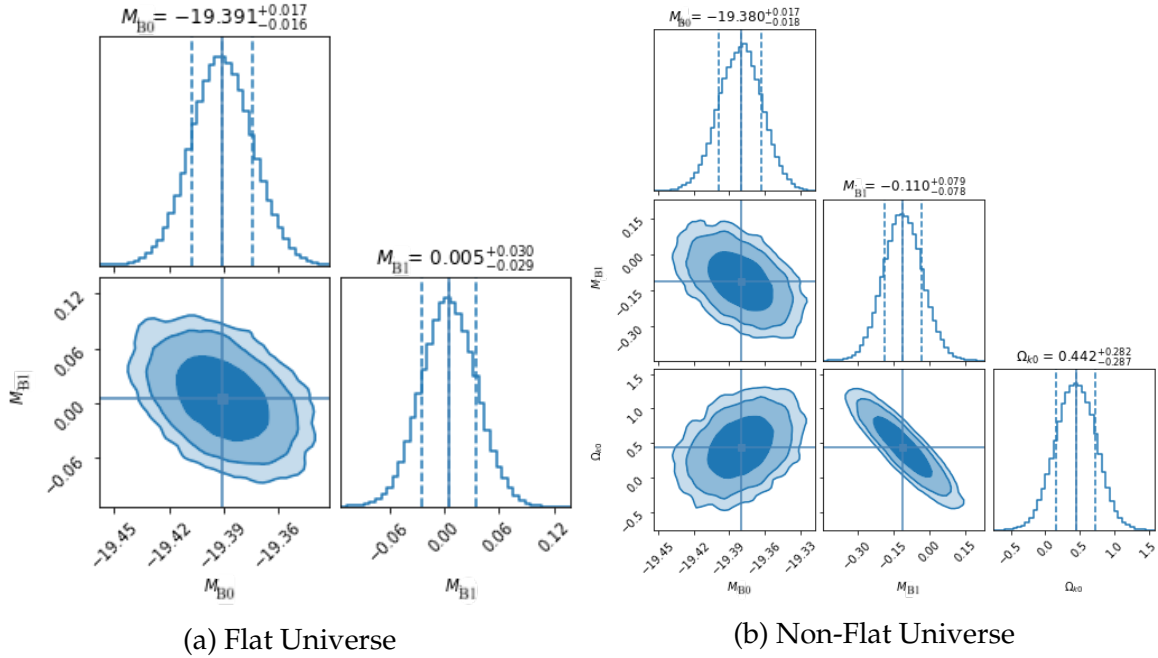 M_B0 = −19.391^{+0.017}_{−0.016}
M_B1 = 0.005^{+0.030}_{−0.029}
0.12
0.06
0.00
−0.06
M_B1
−19.45
−19.42
−19.39
−19.36
M_B0
−0.06
0.00
0.06
0.12
M_B1
(a) Flat Universe
M_B0 = −19.380^{+0.017}_{−0.018}
M_B1 = −0.110^{+0.079}_{−0.078}
0.15
0.00
−0.15
−0.30
M_B1
Ω_k0 = 0.442^{+0.282}_{−0.287}
1.5
1.0
0.5
0.0
−0.5
Ω_k0
−19.45
−19.42
−19.39
−19.36
−19.33
M_B0
−0.30
−0.15
0.00
0.15
M_B1
−0.5
0.0
0.5
1.0
1.5
Ω_k0
(b) Non-Flat Universe